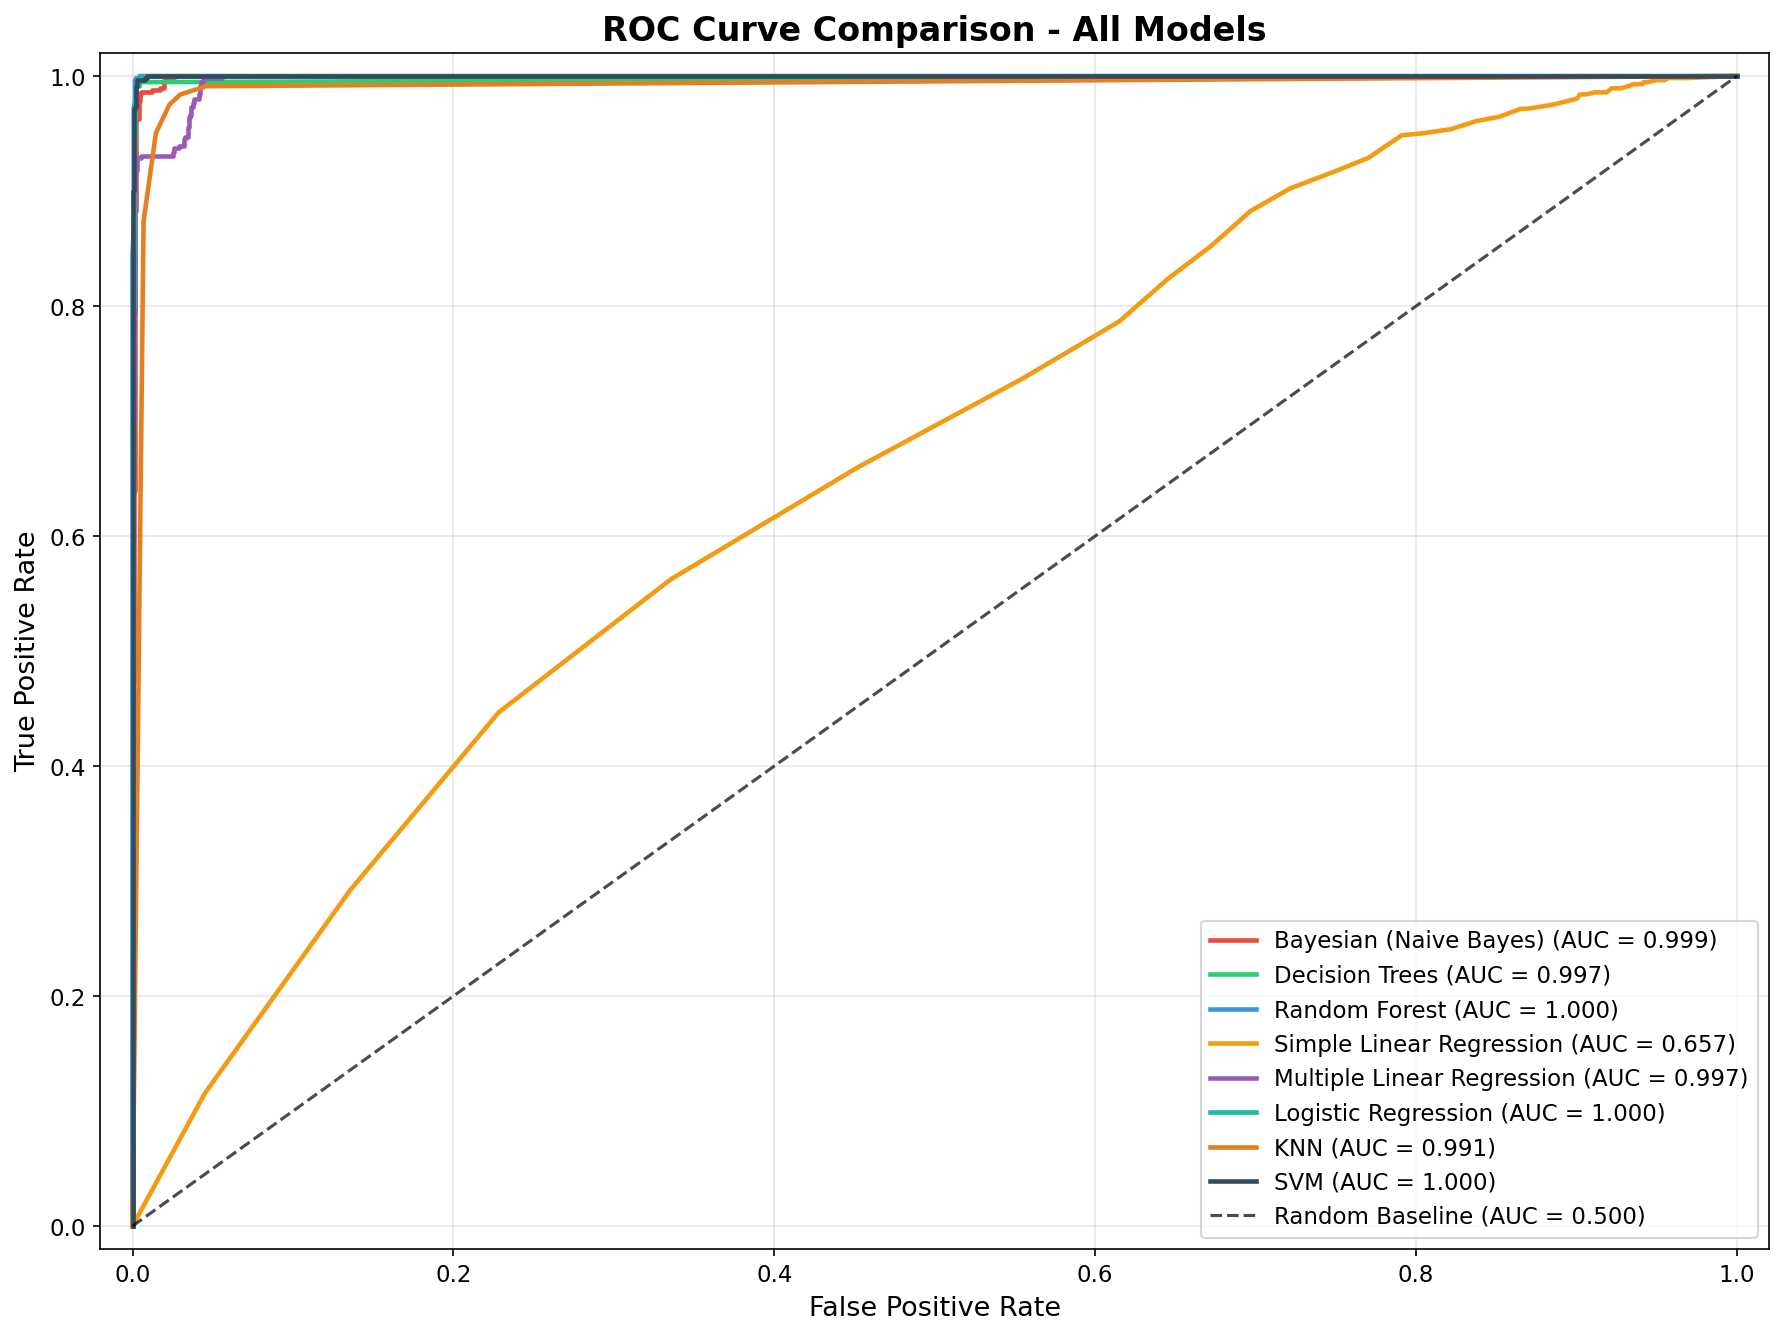 ROC Curve Comparison - All Models
True Positive Rate
1.0
0.8
0.6
0.4
0.2
0.0
0.0
0.2
0.4
0.6
0.8
1.0
False Positive Rate
Bayesian (Naive Bayes) (AUC = 0.999)
Decision Trees (AUC = 0.997)
Random Forest (AUC = 1.000)
Simple Linear Regression (AUC = 0.657)
Multiple Linear Regression (AUC = 0.997)
Logistic Regression (AUC = 1.000)
KNN (AUC = 0.991)
SVM (AUC = 1.000)
Random Baseline (AUC = 0.500)